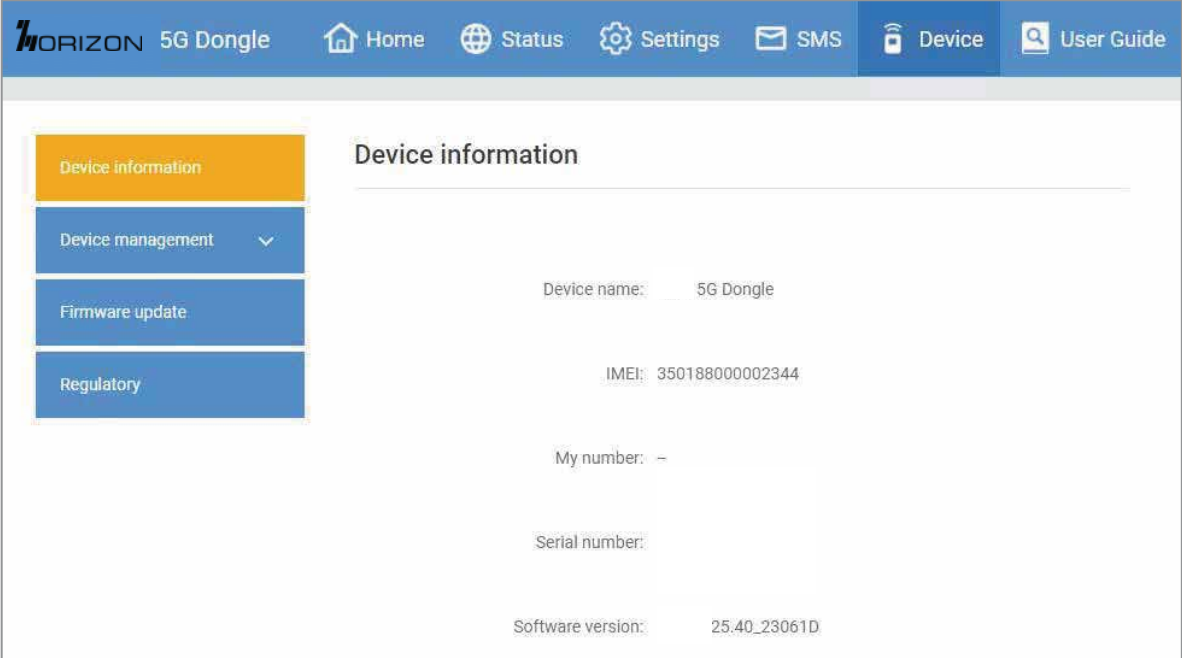 HORIZON 5G Dongle Home Status Settings SMS Device User Guide
Device information
Device management
Firmware update
Regulatory
Device information
Device name: 5G Dongle
IMEI: 350188000002344
My number: –
Serial number:
Software version: 25.40_23061D